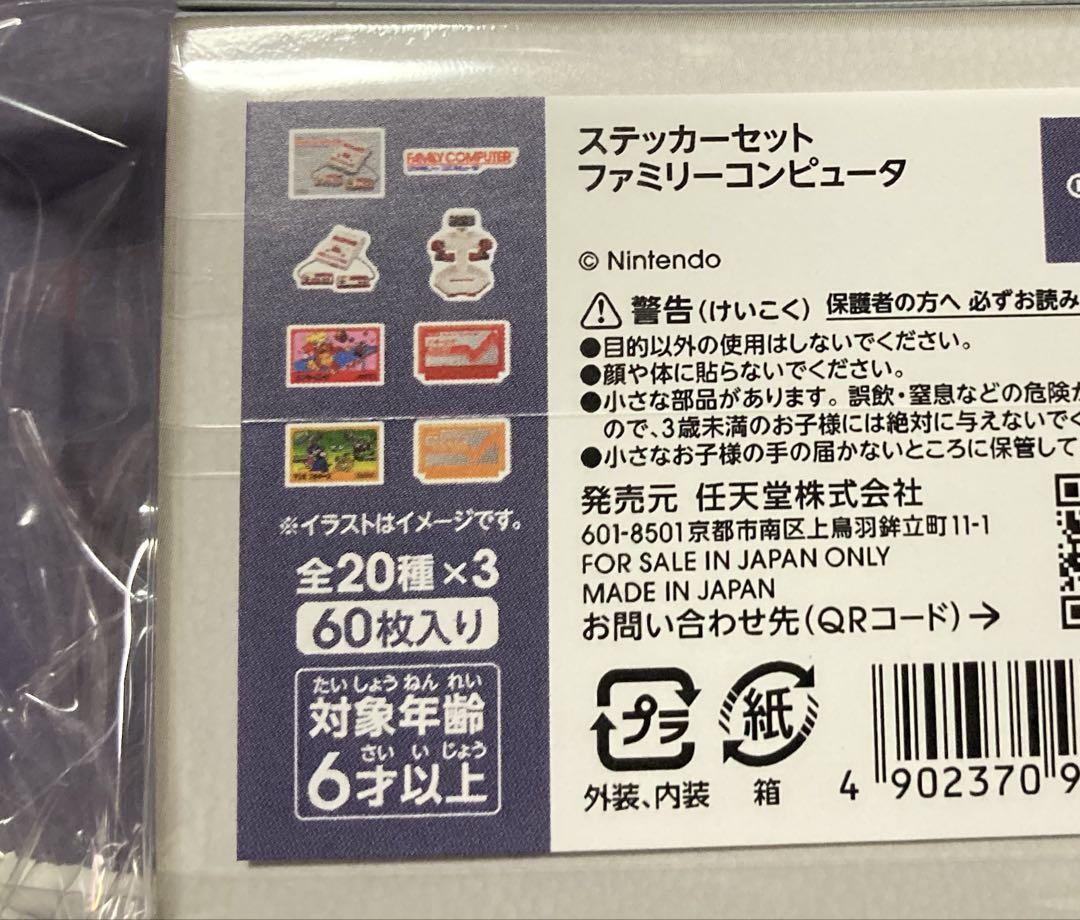 FAMILY COMPUTER
※イラストはイメージです。
全20種×3
60枚入り
たいしょうねんれい
対象年齢
さいいじょう
6才以上
ステッカーセット
ファミリーコンピュータ
© Nintendo
警告(けいこく) 保護者の方へ 必ずお読み
●目的以外の使用はしないでください。
●顔や体に貼らないでください。
●小さな部品があります。誤飲・窒息などの危険が
ので、3歳未満のお子様には絶対に与えないでく
●小さなお子様の手の届かないところに保管して
発売元 任天堂株式会社
601-8501京都市南区上鳥羽鉾立町11-1
FOR SALE IN JAPAN ONLY
MADE IN JAPAN
お問い合わせ先(QRコード)→
プラ 紙
外装、内装 箱
4 902370 9